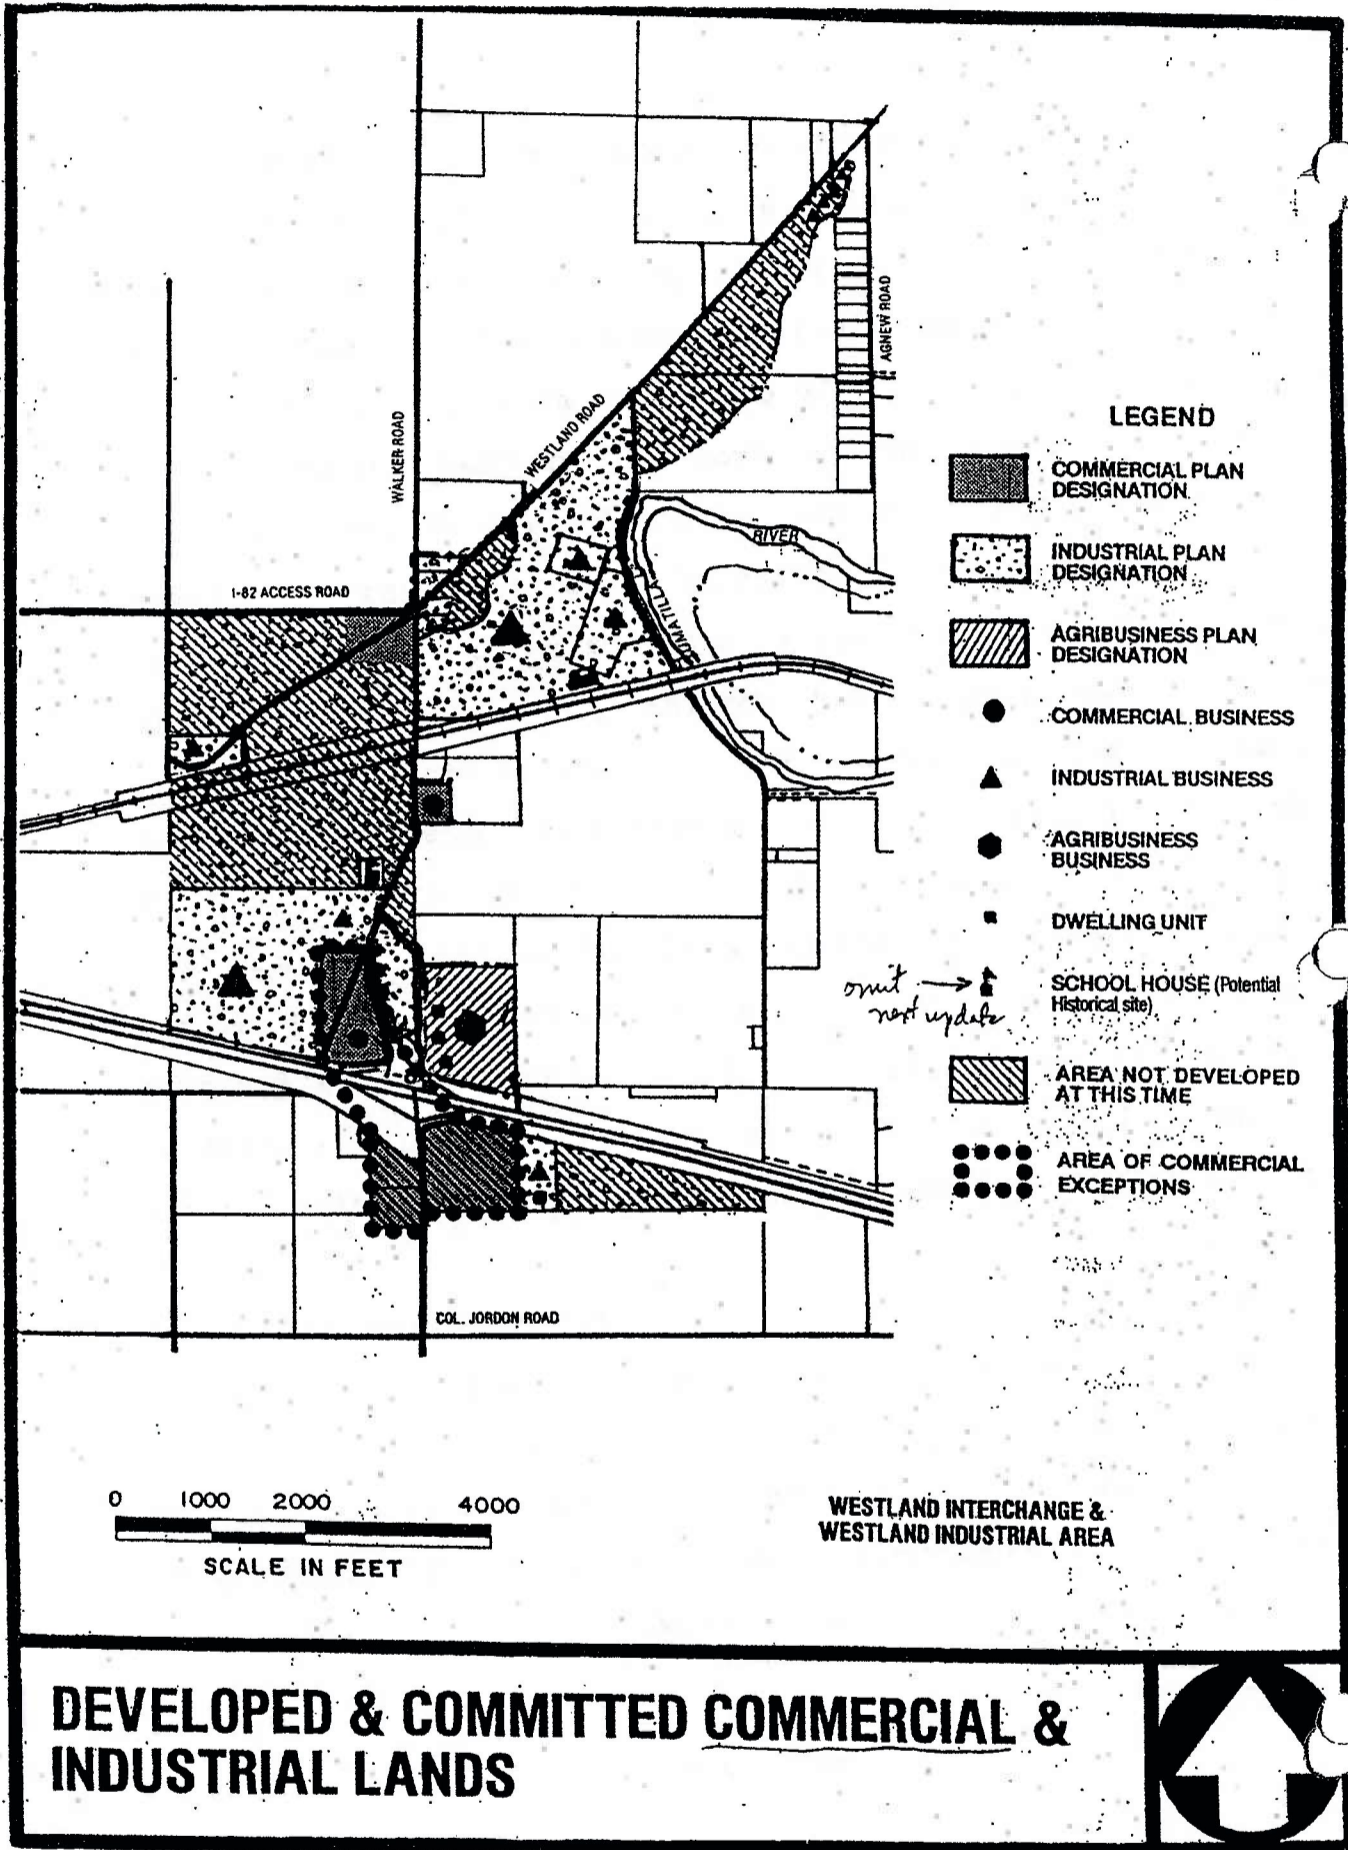 WALKER ROAD
WESTLAND ROAD
AGNEW ROAD
I-82 ACCESS ROAD
UMATILLA
RIVER
COL. JORDON ROAD
LEGEND
COMMERCIAL PLAN
DESIGNATION
INDUSTRIAL PLAN
DESIGNATION
AGRIBUSINESS PLAN
DESIGNATION
COMMERCIAL BUSINESS
INDUSTRIAL BUSINESS
AGRIBUSINESS
BUSINESS
DWELLING UNIT
omit
next update
SCHOOL HOUSE (Potential
Historical site)
AREA NOT DEVELOPED
AT THIS TIME
AREA OF COMMERCIAL
EXCEPTIONS
0 1000 2000 4000
SCALE IN FEET
WESTLAND INTERCHANGE &
WESTLAND INDUSTRIAL AREA
DEVELOPED & COMMITTED COMMERCIAL &
INDUSTRIAL LANDS